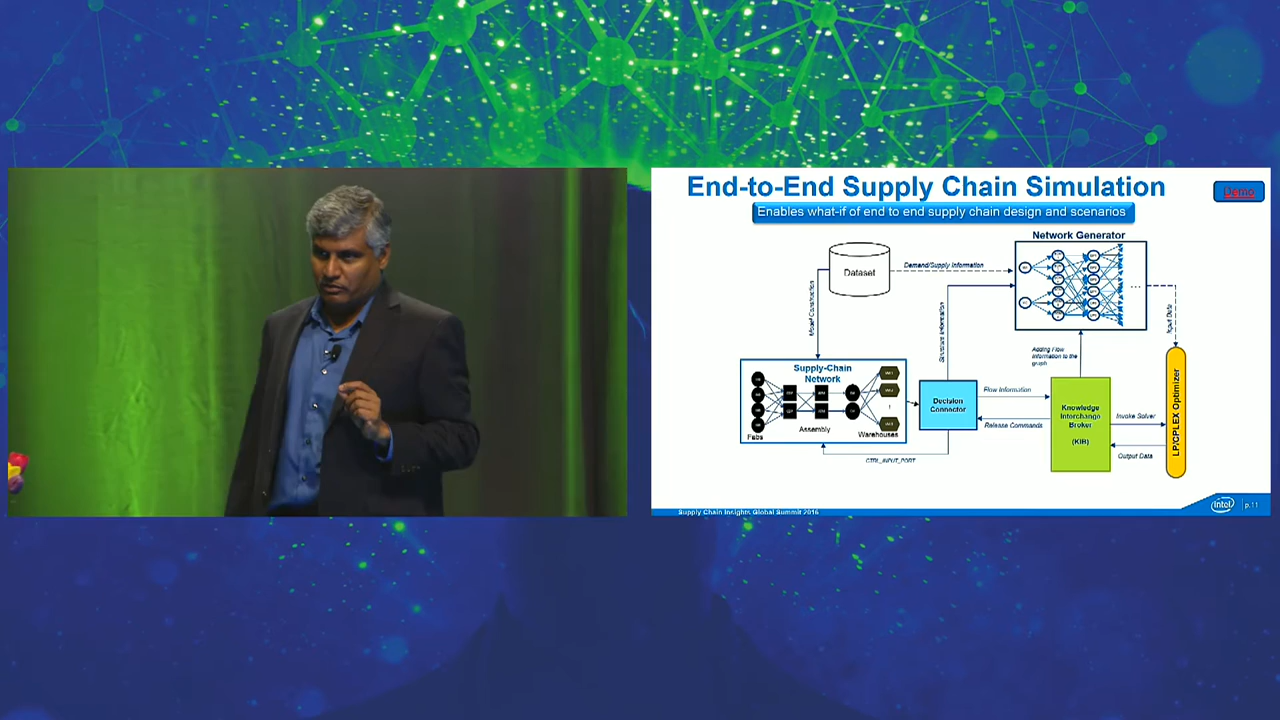 End-to-End Supply Chain Simulation
Demo
Enables what-if of end to end supply chain design and scenarios
Network Generator
Dataset
Demand/Supply Information
Model Construction
Structure Information
Input Data
Adding Flow
Information to the
graph
Supply-Chain
Network
Fabs
Assembly
Warehouses
Decision
Connector
Flow Information
Release Commands
Knowledge
Interchange
Broker
(KIB)
Invoke Solver
Output Data
LP/CPLEX Optimizer
CTRL_INPUT_PORT
Supply Chain Insights Global Summit 2016
intel
p.11